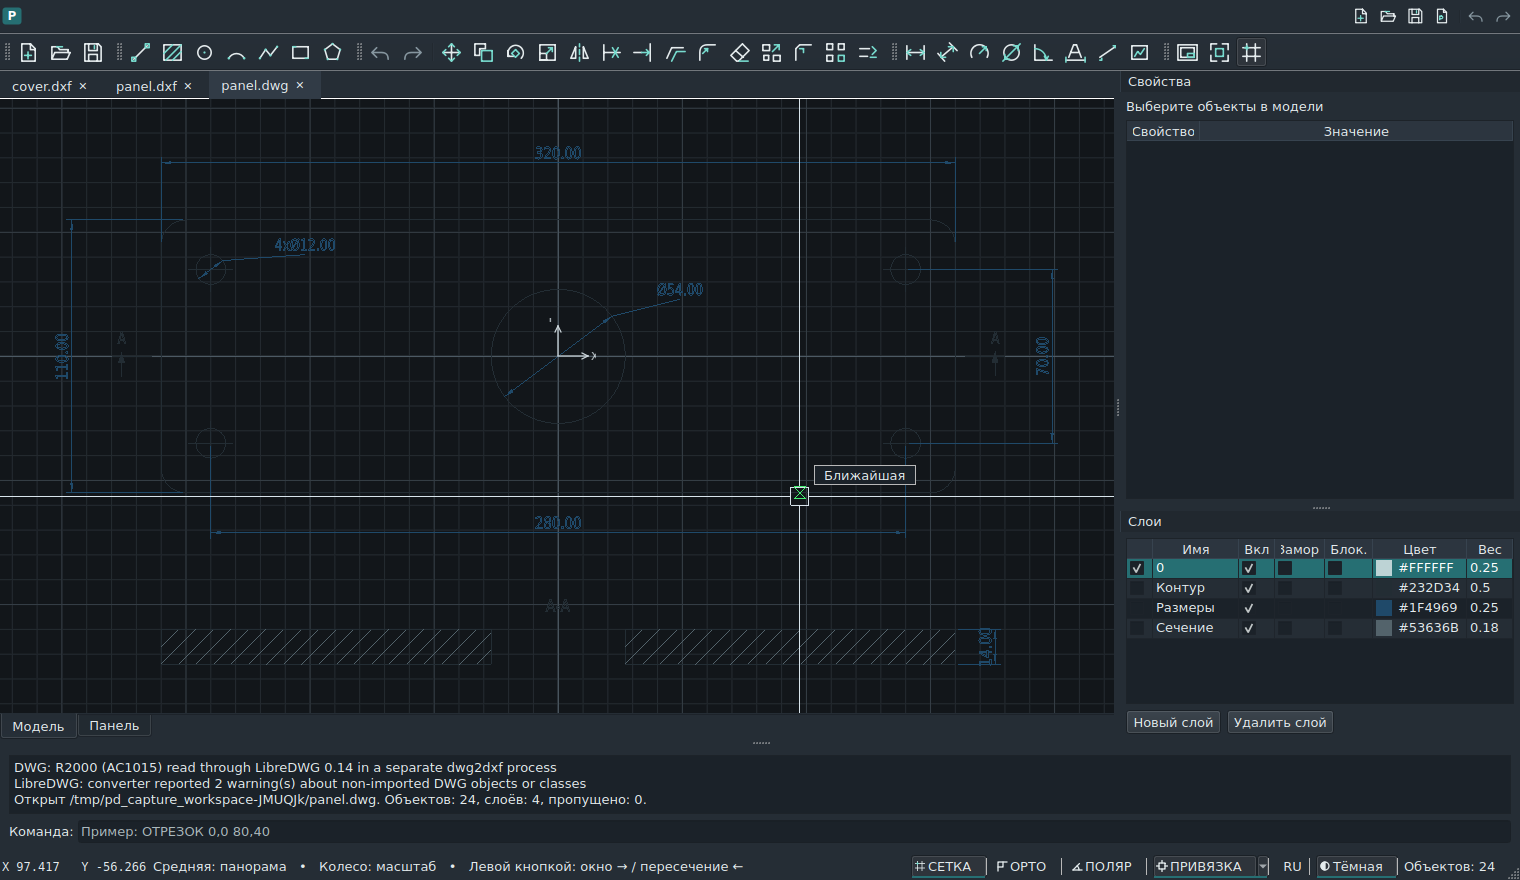 P
cover.dxf ×
panel.dxf ×
panel.dwg ×
Свойства
Выберите объекты в модели
Свойство Значение
320.00
4xØ12.00
Ø54.00
110.00
A
A
70.00
X
Ближайшая
280.00
A-A
14.00
Слои
Имя Вкл Замор Блок. Цвет Вес
0 #FFFFFF 0.25
Контур #232D34 0.5
Размеры #1F4969 0.25
Сечение #53636B 0.18
Новый слой Удалить слой
Модель Панель
DWG: R2000 (AC1015) read through LibreDWG 0.14 in a separate dwg2dxf process
LibreDWG: converter reported 2 warning(s) about non-imported DWG objects or classes
Открыт /tmp/pd_capture_workspace-JMUQJk/panel.dwg. Объектов: 24, слоёв: 4, пропущено: 0.
Команда: Пример: ОТРЕЗОК 0,0 80,40
X 97.417 Y -56.266 Средняя: панорама • Колесо: масштаб • Левой кнопкой: окно → / пересечение ← СЕТКА ОРТО ПОЛЯР ПРИВЯЗКА RU Тёмная Объектов: 24